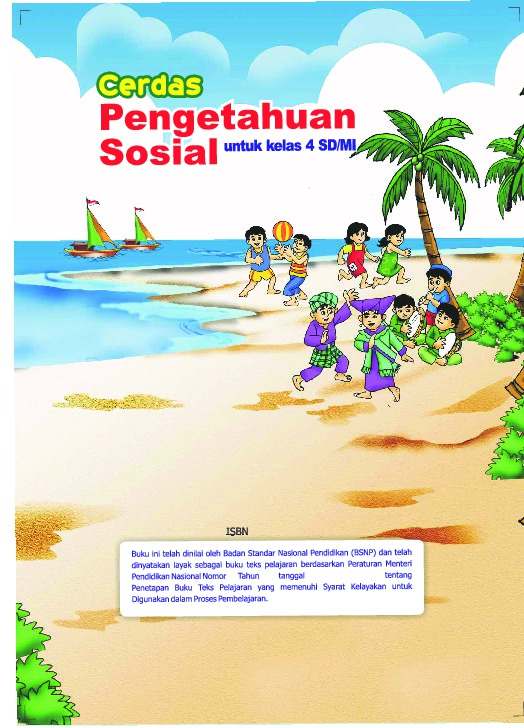 Cerdas
Pengetahuan
Sosial untuk kelas 4 SD/MI
ISBN
Buku ini telah dinilai oleh Badan Standar Nasional Pendidikan (BSNP) dan telah
dinyatakan layak sebagai buku teks pelajaran berdasarkan Peraturan Menteri
Pendidikan Nasional Nomor Tahun tanggal tentang
Penetapan Buku Teks Pelajaran yang memenuhi Syarat Kelayakan untuk
Digunakan dalam Proses Pembelajaran.